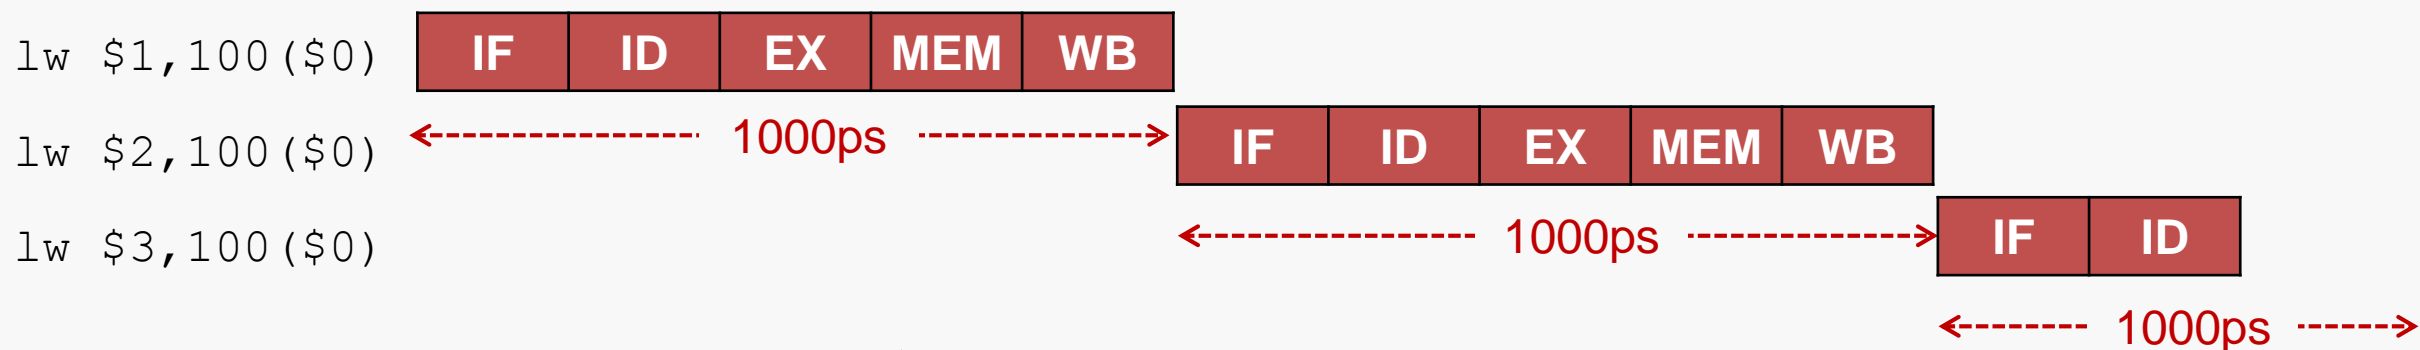 lw $1,100($0) IF ID EX MEM WB
1000ps
lw $2,100($0) IF ID EX MEM WB
lw $3,100($0) 1000ps IF ID
1000ps